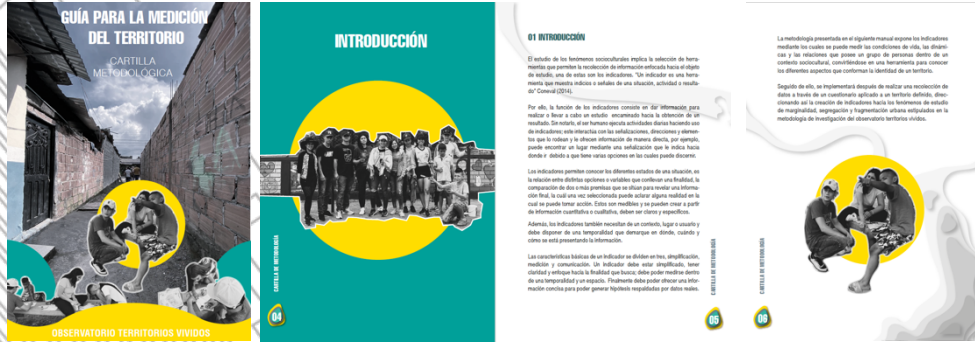 GUÍA PARA LA MEDICIÓN
DEL TERRITORIO
CARTILLA
METODOLÓGICA
OBSERVATORIO TERRITORIOS VIVIDOS
INTRODUCCIÓN
CARTILLA DE METODOLOGÍA
04
01 INTRODUCCIÓN
El estudio de los fenómenos socioculturales implica la selección de herra-
mientas que permiten la recolección de información enfocada hacia el objeto
de estudio, una de estas son los indicadores. "Un indicador es una herra-
mienta que muestra indicios o señales de una situación, actividad o resulta-
do" Coneval (2014).
Por ello, la función de los indicadores consiste en dar información para
realizar o llevar a cabo un estudio encaminado hacia la obtención de un
resultado. Sin notarlo, el ser humano ejecuta actividades diarias haciendo uso
de indicadores; este interactúa con las señalizaciones, direcciones y elemen-
tos que lo rodean y le ofrecen información de manera directa, por ejemplo,
puede encontrar un lugar mediante una señalización que le indica hacia
donde ir debido a que tiene varias opciones en las cuales puede discernir.
Los indicadores permiten conocer los diferentes estados de una situación, es
la relación entre distintas opciones o variables que conllevan una finalidad, la
comparación de dos o más premisas que se sitúan para revelar una informa-
ción final, la cuál una vez seleccionada puede aclarar alguna realidad en la
cual se puede tomar acción. Estos son medibles y se pueden crear a partir
de información cuantitativa o cualitativa, deben ser claros y específicos.
Además, los indicadores también necesitan de un contexto, lugar o usuario y
debe disponer de una temporalidad que demarque en dónde, cuándo y
cómo se está presentando la información.
Las características básicas de un indicador se dividen en tres, simplificación,
medición y comunicación. Un indicador debe estar simplificado, tener
claridad y enfoque hacia la finalidad que busca; debe poder medirse dentro
de una temporalidad y un espacio. Finalmente debe poder ofrecer una infor-
mación concisa para poder generar hipótesis respaldadas por datos reales.
CARTILLA DE METODOLOGÍA
05
La metodología presentada en el siguiente manual expone los indicadores
mediante los cuales se puede medir las condiciones de vida, las dinámi-
cas y las relaciones que posee un grupo de personas dentro de un
contexto sociocultural, convirtiéndose en una herramienta para conocer
los diferentes aspectos que conforman la identidad de un territorio.
Seguido de ello, se implementará después de realizar una recolección de
datos a través de un cuestionario aplicado a un territorio definido, direc-
cionando así la creación de indicadores hacia los fenómenos de estudio
de marginalidad, segregación y fragmentación urbana estipulados en la
metodología de investigación del observatorio territorios vividos.
CARTILLA DE METODOLOGÍA
06